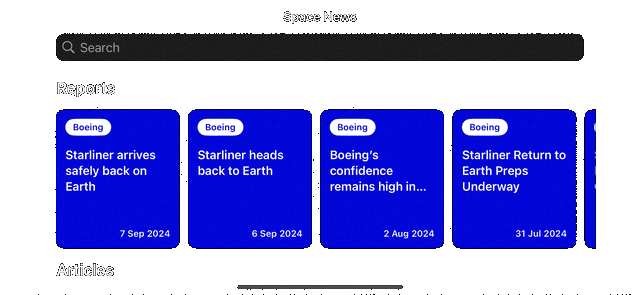 Space News
Search
Reports
Boeing
Starliner arrives
safely back on
Earth
7 Sep 2024
Boeing
Starliner heads
back to Earth
6 Sep 2024
Boeing
Boeing's
confidence
remains high in...
2 Aug 2024
Boeing
Starliner Return to
Earth Preps
Underway
31 Jul 2024
Articles